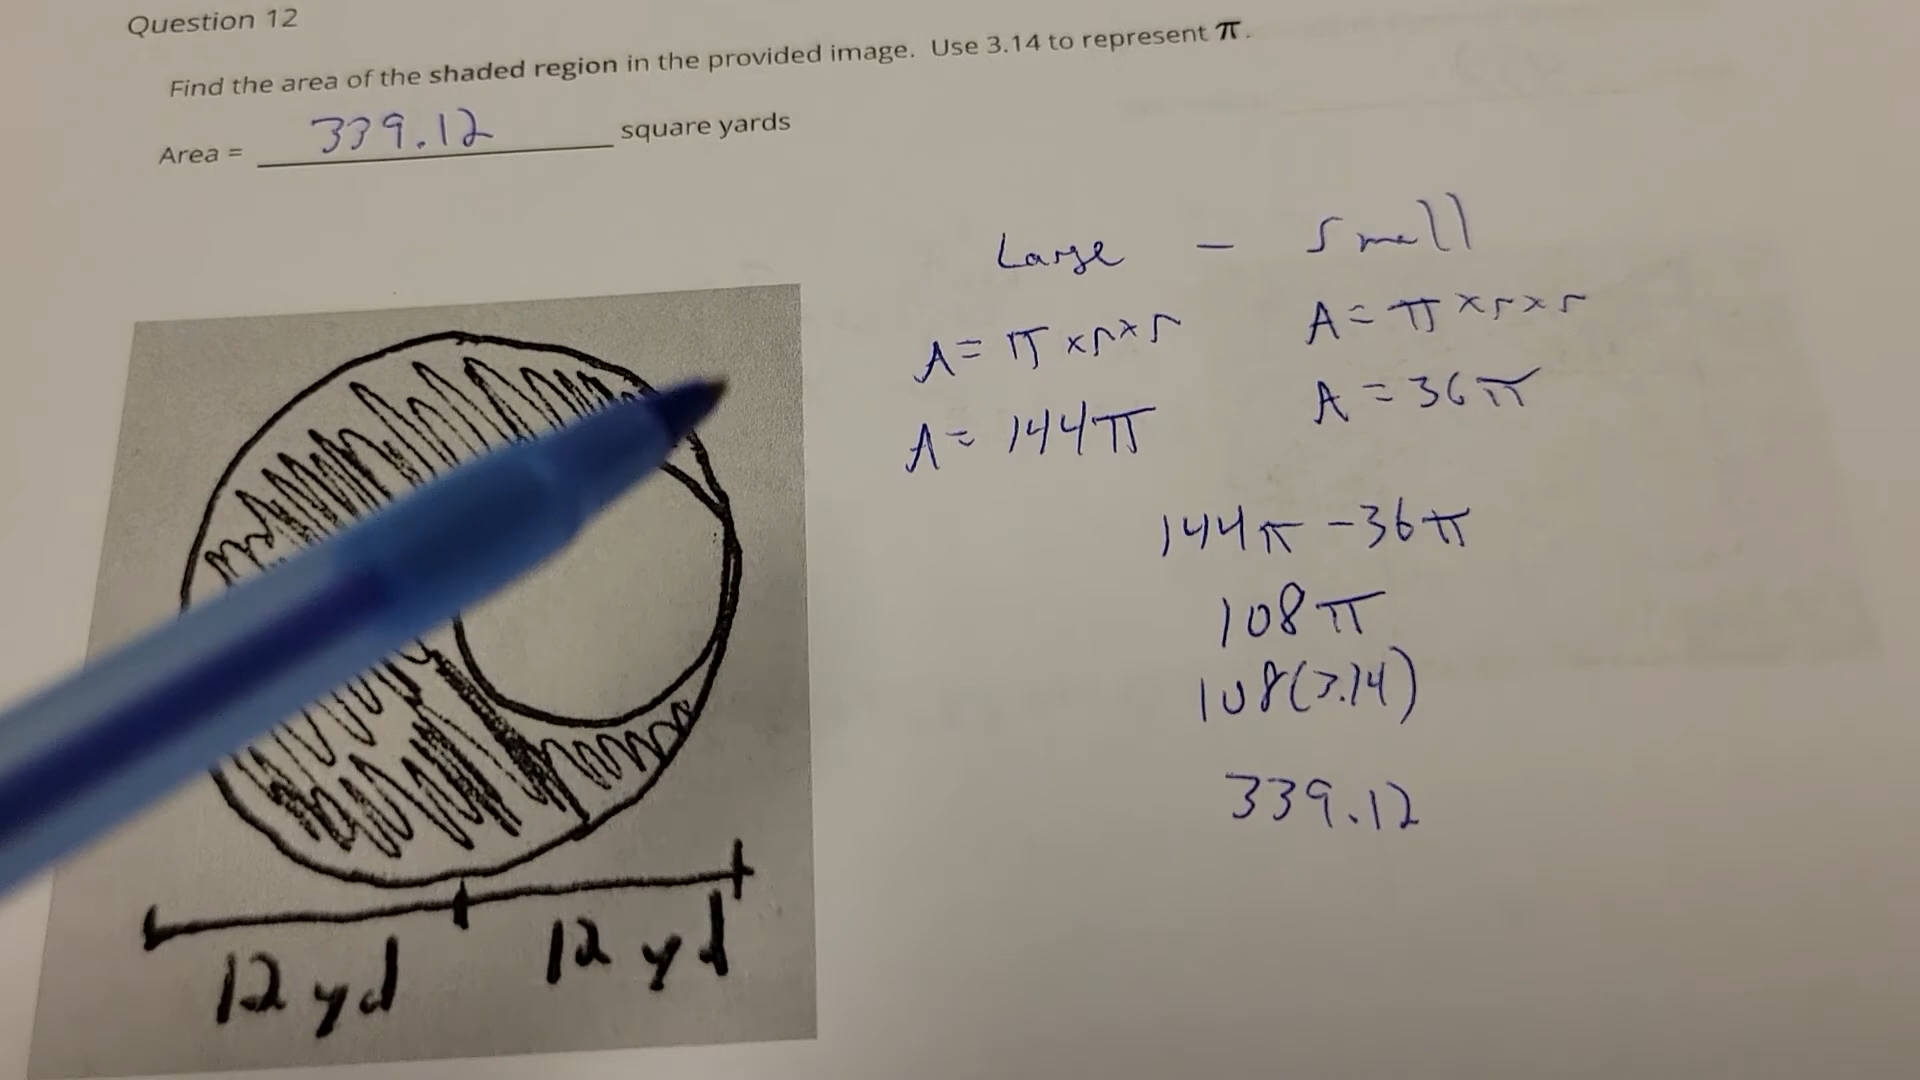 Question 12
Find the area of the shaded region in the provided image. Use 3.14 to represent π.
Area = 339.12 square yards
Large - Small
A = π x r x r
A = π x r x r
A = 144π
A = 36π
144π - 36π
108π
108(3.14)
339.12
12 yd
12 yd